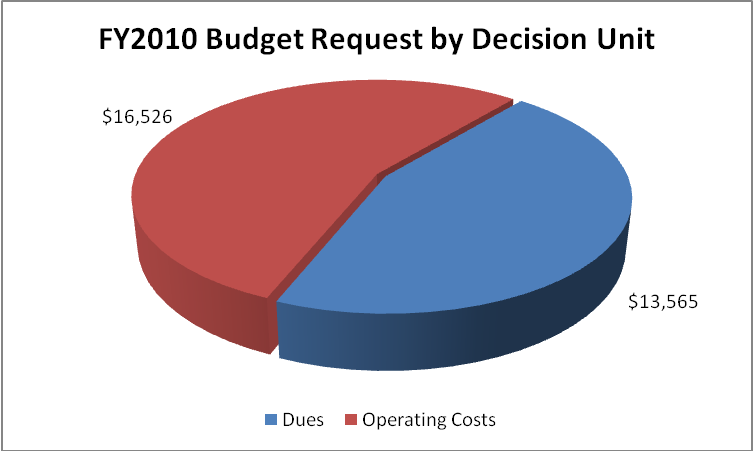 FY2010 Budget Request by Decision Unit
$16,526
$13,565
Dues Operating Costs